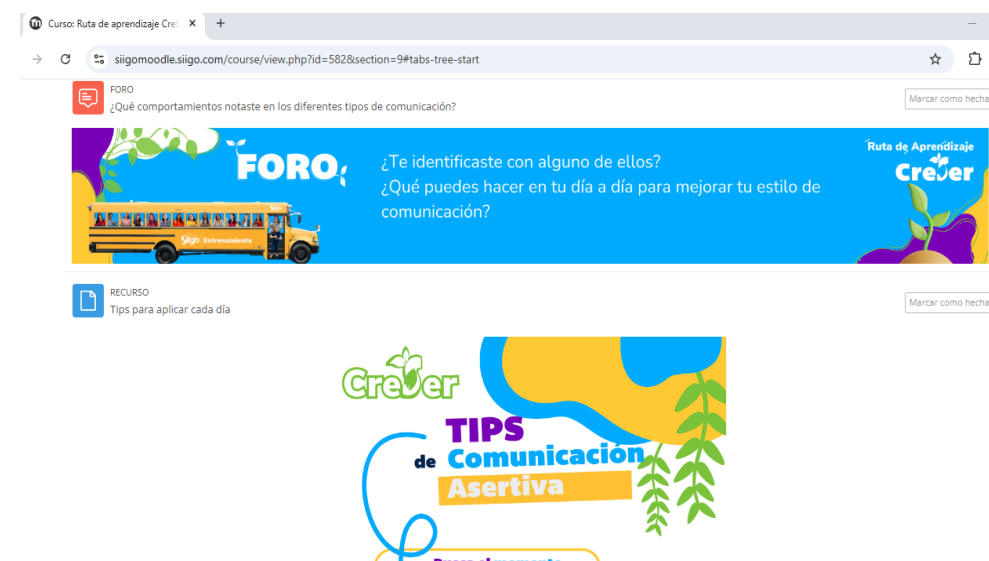 Curso: Ruta de aprendizaje Cre
siigomoodle.siigo.com/course/view.php?id=582&section=9#tabs-tree-start
FORO
¿Qué comportamientos notaste en los diferentes tipos de comunicación?
Marcar como hecha
FORO
¿Te identificaste con alguno de ellos?
¿Qué puedes hacer en tu día a día para mejorar tu estilo de
comunicación?
Ruta de Aprendizaje
Creser
Siigo Entrenamiento
RECURSO
Tips para aplicar cada día
Marcar como hecha
Creser
TIPS
de Comunicación
Asertiva
Busca el momento